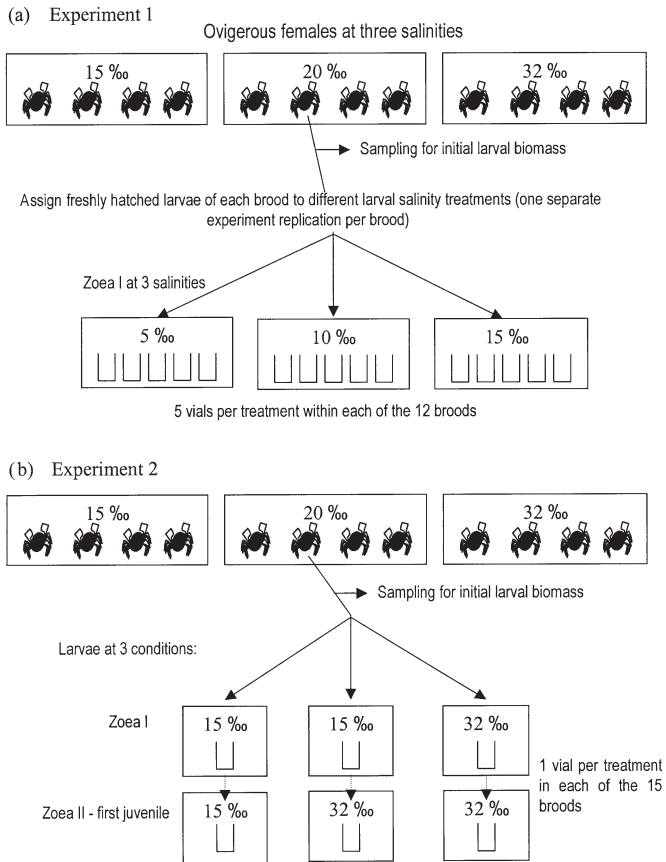 (a) Experiment 1
Ovigerous females at three salinities
15 ‰ 20 ‰ 32 ‰
Sampling for initial larval biomass
Assign freshly hatched larvae of each brood to different larval salinity treatments (one separate
experiment replication per brood)
Zoea I at 3 salinities
5 ‰ 10 ‰ 15 ‰
5 vials per treatment within each of the 12 broods
(b) Experiment 2
15 ‰ 20 ‰ 32 ‰
Sampling for initial larval biomass
Larvae at 3 conditions:
Zoea I 15 ‰ 15 ‰ 32 ‰
1 vial per treatment
in each of the 15
broods
Zoea II - first juvenile 15 ‰ 32 ‰ 32 ‰